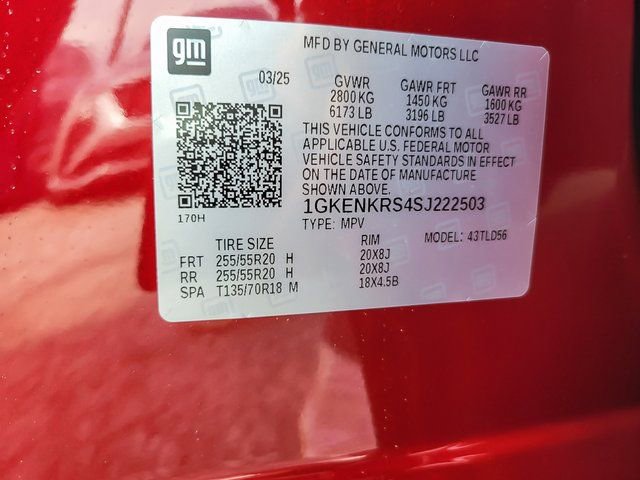 gm
MFD BY GENERAL MOTORS LLC
03/25 GVWR GAWR FRT GAWR RR
2800 KG 1450 KG 1600 KG
6173 LB 3196 LB 3527 LB
THIS VEHICLE CONFORMS TO ALL
APPLICABLE U.S. FEDERAL MOTOR
VEHICLE SAFETY STANDARDS IN EFFECT
ON THE DATE OF MANUFACTURE
SHOWN ABOVE.
170H
1GKENKRS4SJ222503
TYPE: MPV MODEL: 43TLD56
TIRE SIZE RIM
FRT 255/55R20 H 20X8J
RR 255/55R20 H 20X8J
SPA T135/70R18 M 18X4.5B